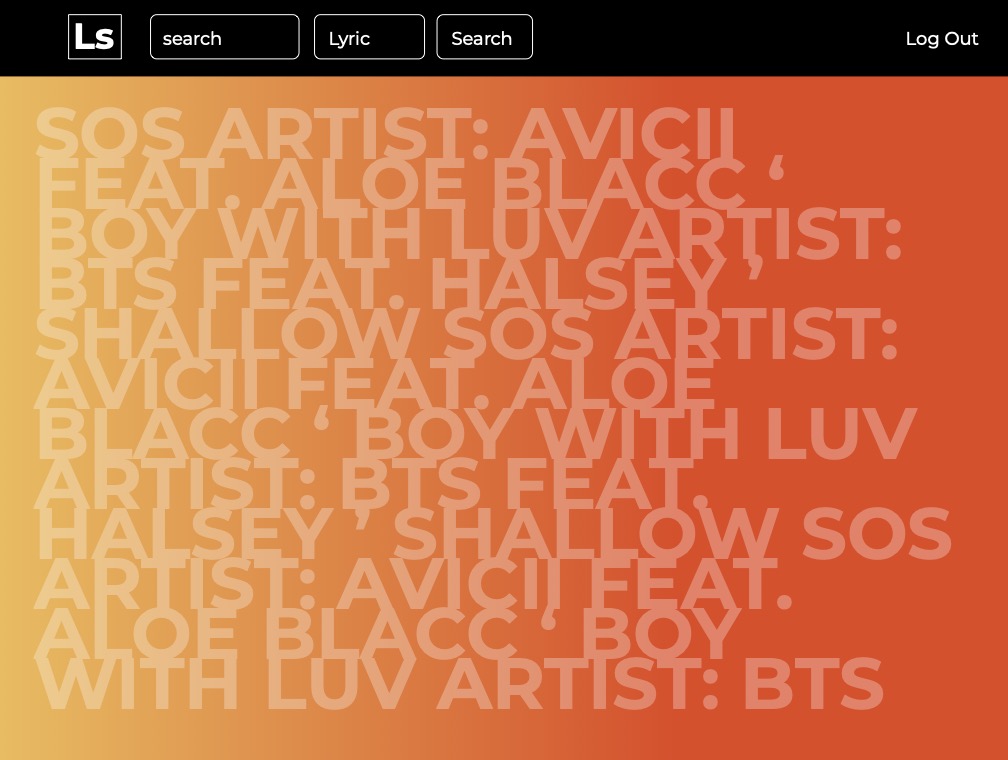 Ls search Lyric Search Log Out
SOS ARTIST: AVICII
FEAT. ALOE BLACC ‘
BOY WITH LUV ARTIST:
BTS FEAT. HALSEY ’
SHALLOW SOS ARTIST:
AVICII FEAT. ALOE
BLACC ‘ BOY WITH LUV
ARTIST: BTS FEAT.
HALSEY ’ SHALLOW SOS
ARTIST: AVICII FEAT.
ALOE BLACC ‘ BOY
WITH LUV ARTIST: BTS